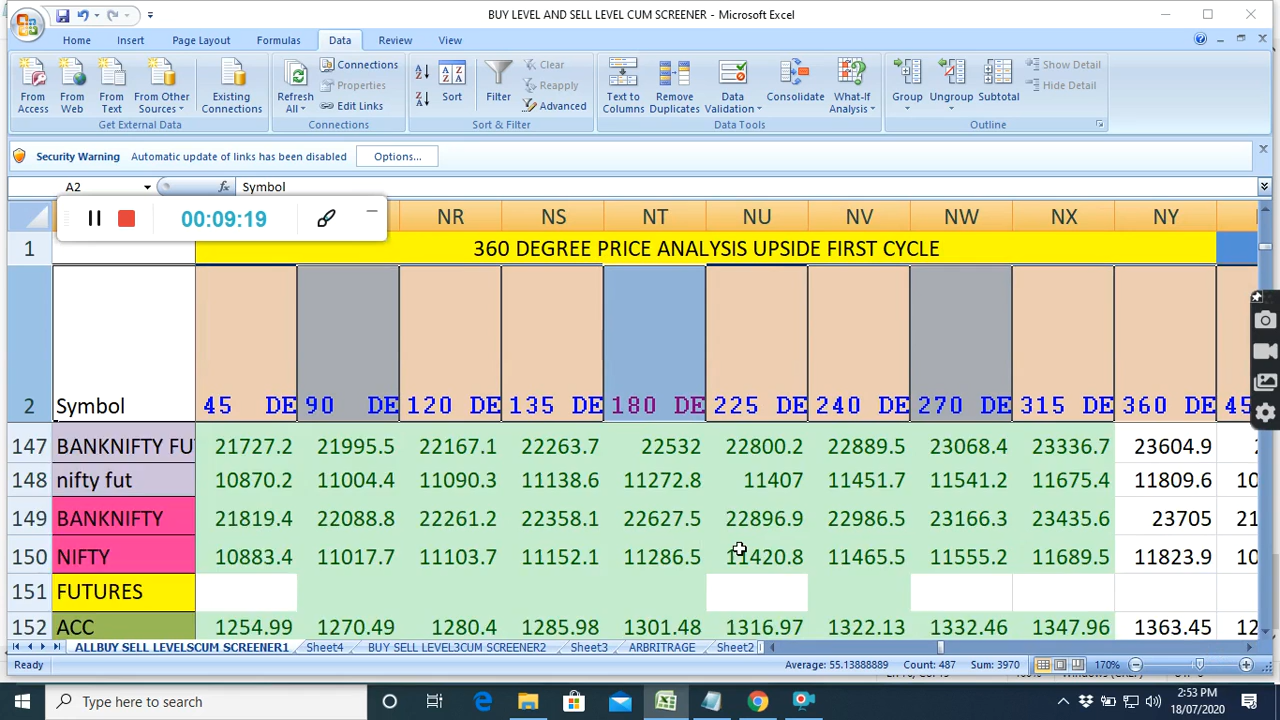 BUY LEVEL AND SELL LEVEL CUM SCREENER - Microsoft Excel
Home Insert Page Layout Formulas Data Review View
From Access
From Web
From Text
From Other Sources
Existing Connections
Get External Data
Refresh All
Connections
Properties
Edit Links
Connections
Sort
Filter
Clear
Reapply
Advanced
Sort & Filter
Text to Columns
Remove Duplicates
Data Validation
Consolidate
What-If Analysis
Data Tools
Group
Ungroup
Subtotal
Show Detail
Hide Detail
Outline
Security Warning Automatic update of links has been disabled Options...
A2 fx Symbol
00:09:19
NR NS NT NU NV NW NX NY
1 360 DEGREE PRICE ANALYSIS UPSIDE FIRST CYCLE
2 Symbol 45 DE 90 DE 120 DE 135 DE 180 DE 225 DE 240 DE 270 DE 315 DE 360 DE 45
147 BANKNIFTY FU 21727.2 21995.5 22167.1 22263.7 22532 22800.2 22889.5 23068.4 23336.7 23604.9 2
148 nifty fut 10870.2 11004.4 11090.3 11138.6 11272.8 11407 11451.7 11541.2 11675.4 11809.6 10
149 BANKNIFTY 21819.4 22088.8 22261.2 22358.1 22627.5 22896.9 22986.5 23166.3 23435.6 23705 21
150 NIFTY 10883.4 11017.7 11103.7 11152.1 11286.5 11420.8 11465.5 11555.2 11689.5 11823.9 10
151 FUTURES
152 ACC 1254.99 1270.49 1280.4 1285.98 1301.48 1316.97 1322.13 1332.46 1347.96 1363.45 12
ALLBUY SELL LEVELSCUM SCREENER1 Sheet4 BUY SELL LEVEL3CUM SCREENER2 Sheet3 ARBRITRAGE Sheet2
Ready Average: 55.13888889 Count: 487 Sum: 3970 170%
Type here to search
2:53 PM
18/07/2020